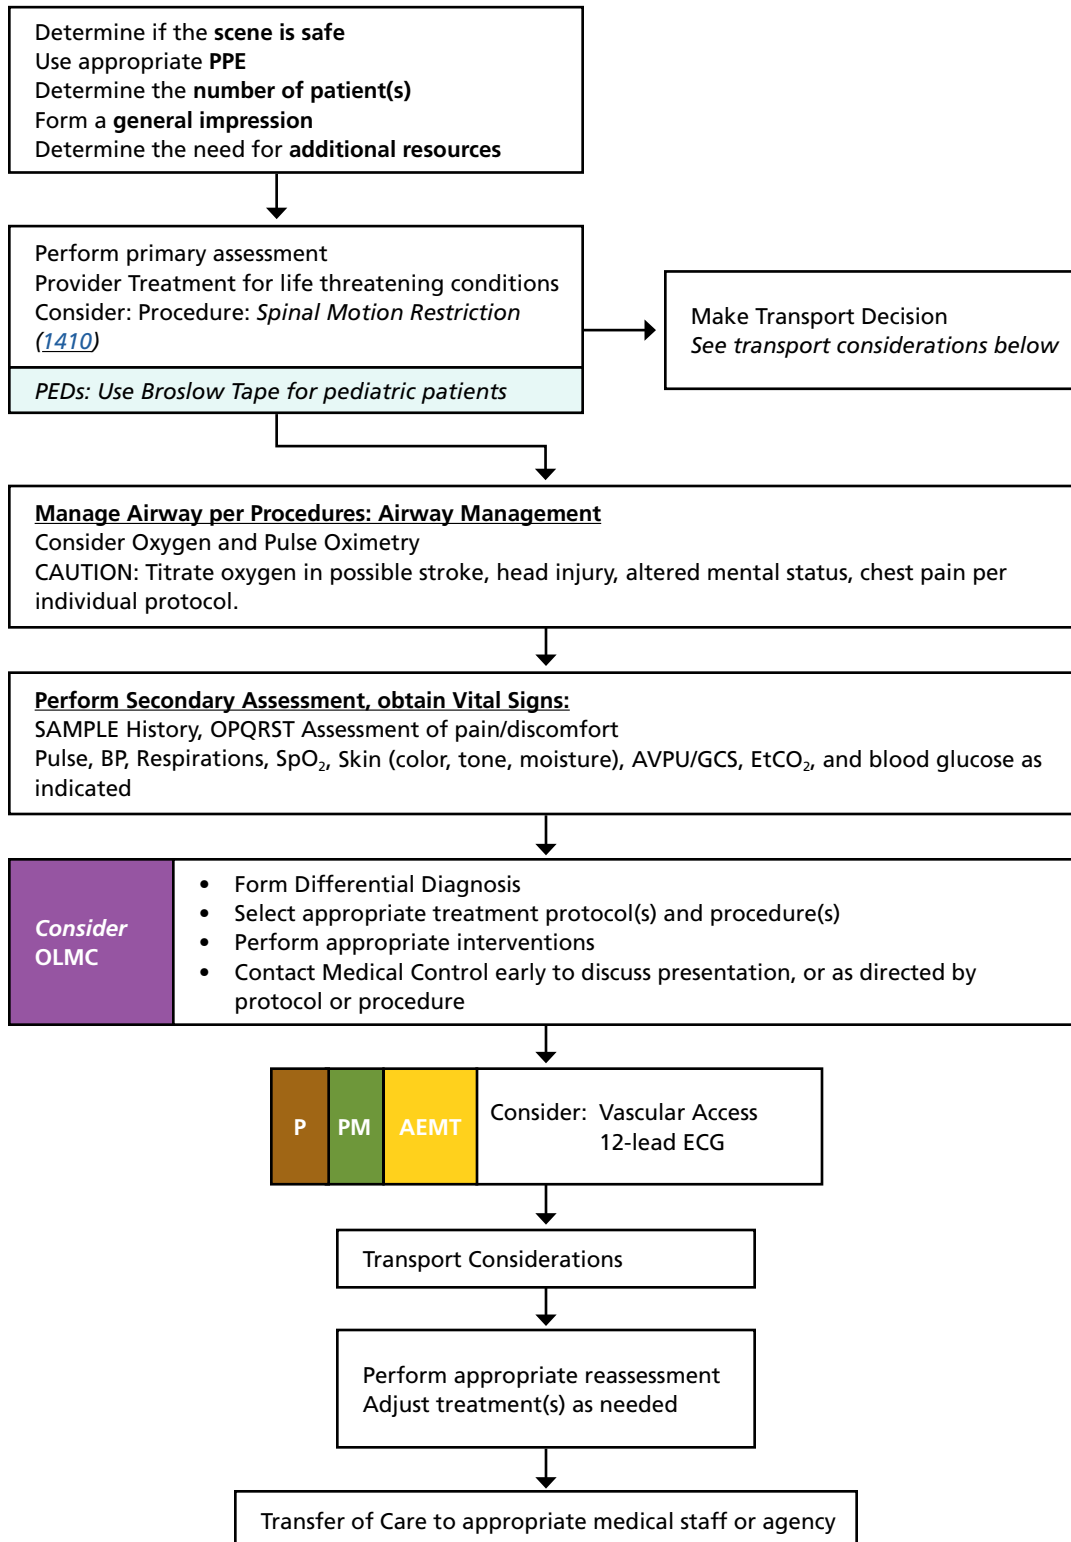 Determine if the scene is safe
Use appropriate PPE
Determine the number of patient(s)
Form a general impression
Determine the need for additional resources
Perform primary assessment
Provider Treatment for life threatening conditions
Consider: Procedure: Spinal Motion Restriction
(1410)
PEDs: Use Broslow Tape for pediatric patients
Make Transport Decision
See transport considerations below
Manage Airway per Procedures: Airway Management
Consider Oxygen and Pulse Oximetry
CAUTION: Titrate oxygen in possible stroke, head injury, altered mental status, chest pain per
individual protocol.
Perform Secondary Assessment, obtain Vital Signs:
SAMPLE History, OPQRST Assessment of pain/discomfort
Pulse, BP, Respirations, SpO₂, Skin (color, tone, moisture), AVPU/GCS, EtCO₂, and blood glucose as
indicated
Consider
OLMC
• Form Differential Diagnosis
• Select appropriate treatment protocol(s) and procedure(s)
• Perform appropriate interventions
• Contact Medical Control early to discuss presentation, or as directed by
protocol or procedure
P PM AEMT
Consider: Vascular Access
12-lead ECG
Transport Considerations
Perform appropriate reassessment
Adjust treatment(s) as needed
Transfer of Care to appropriate medical staff or agency